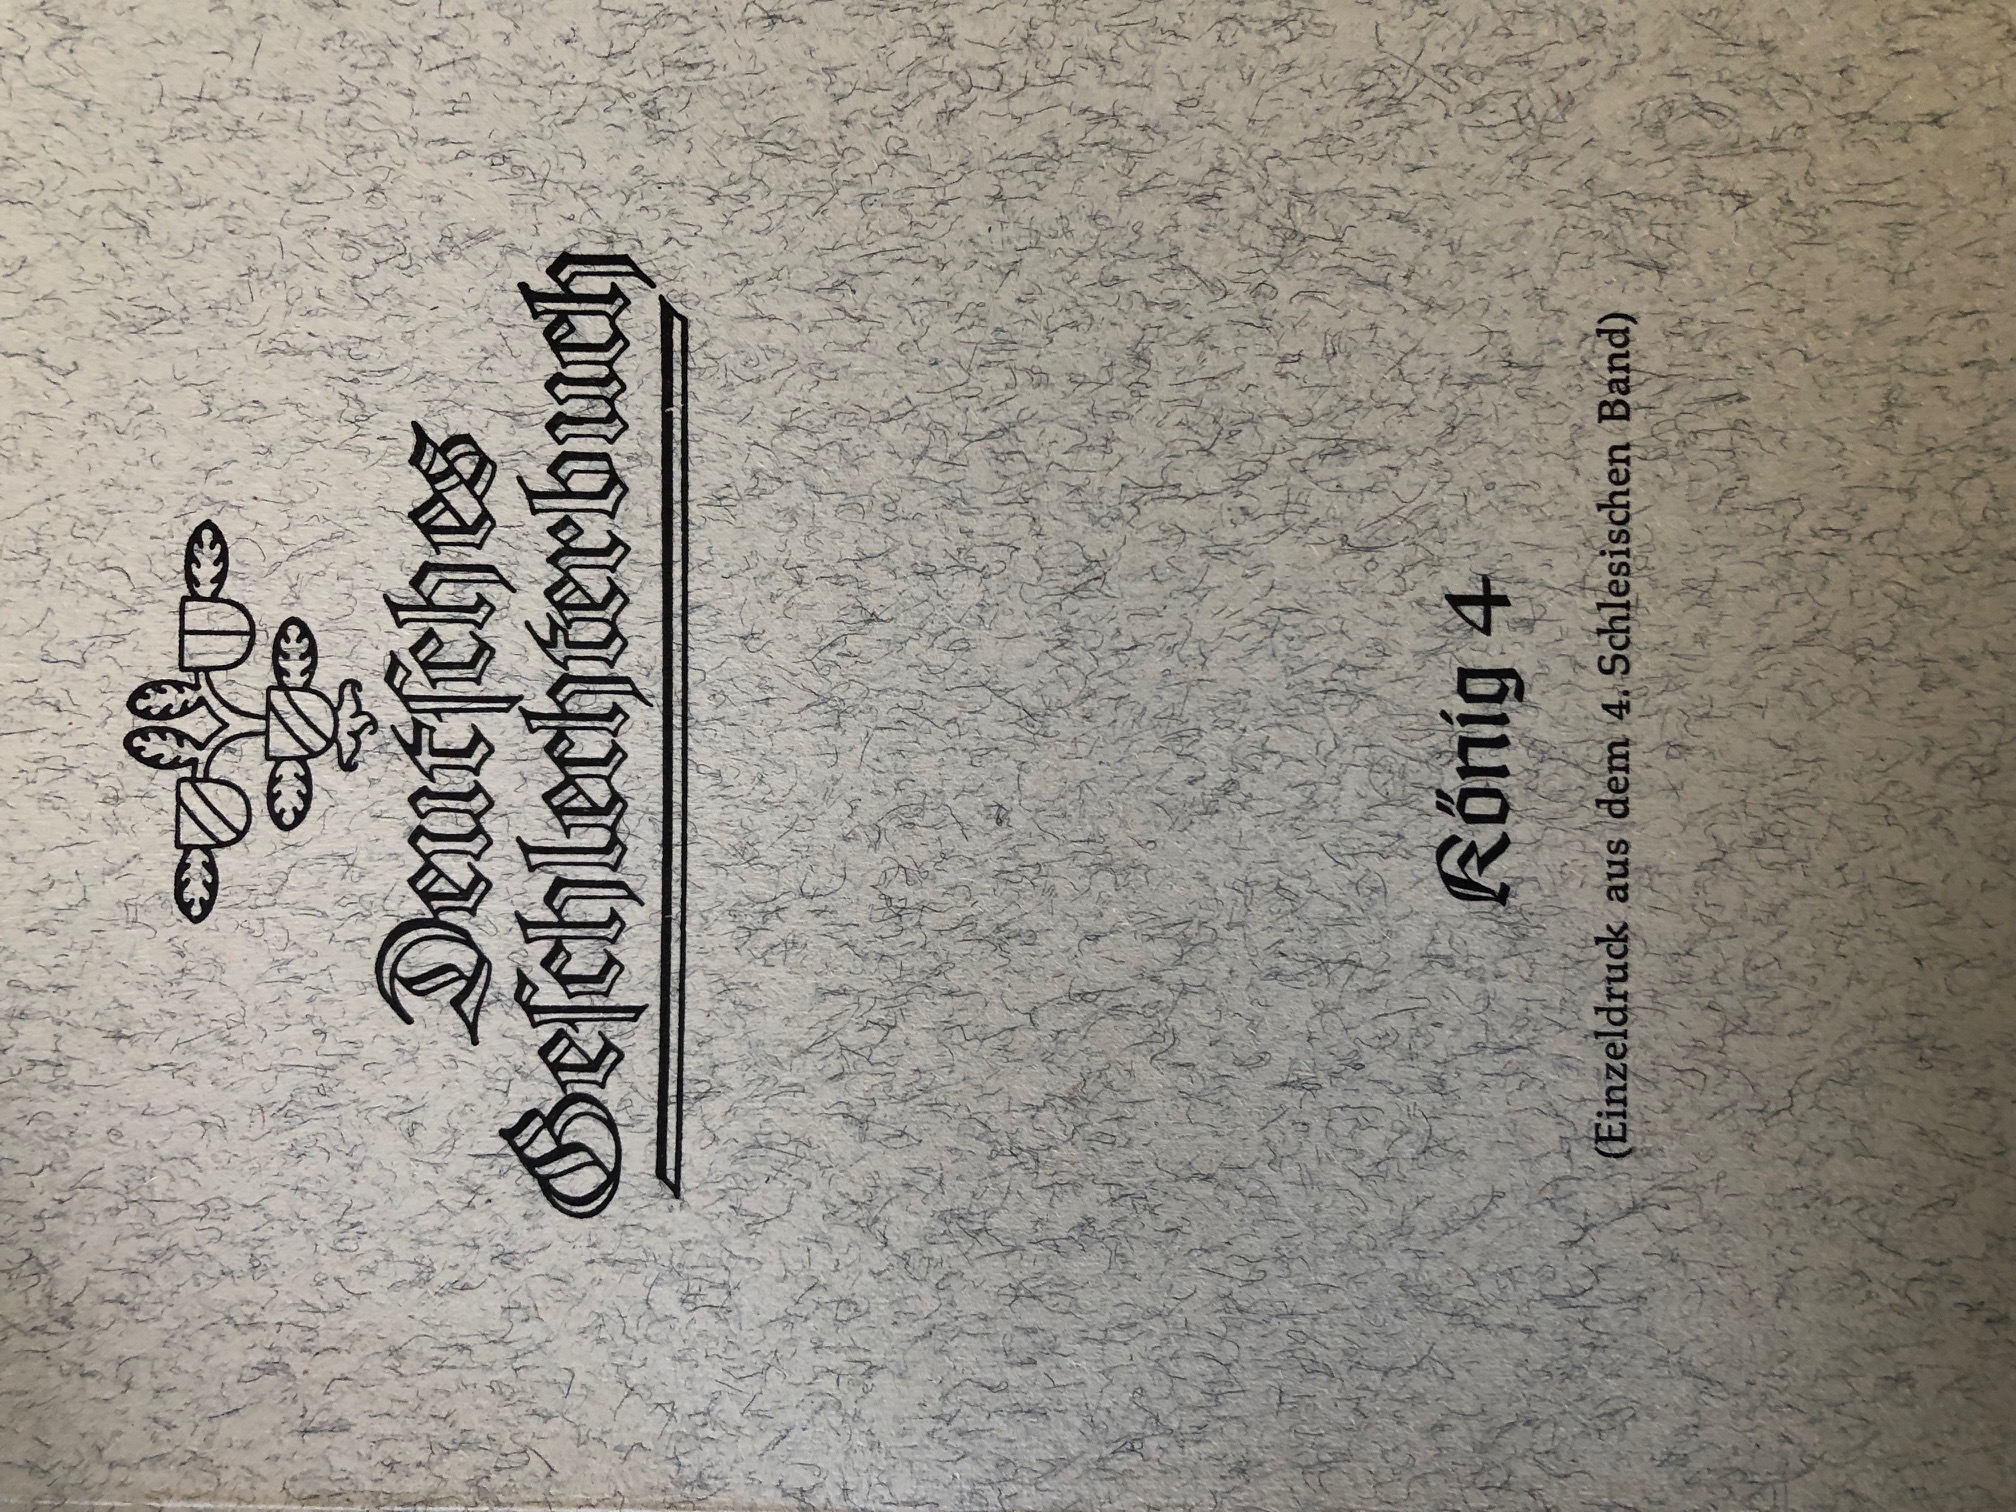 Deutſches
Geſchlechterbuch
König 4
(Einzeldruck aus dem 4. Schlesischen Band)